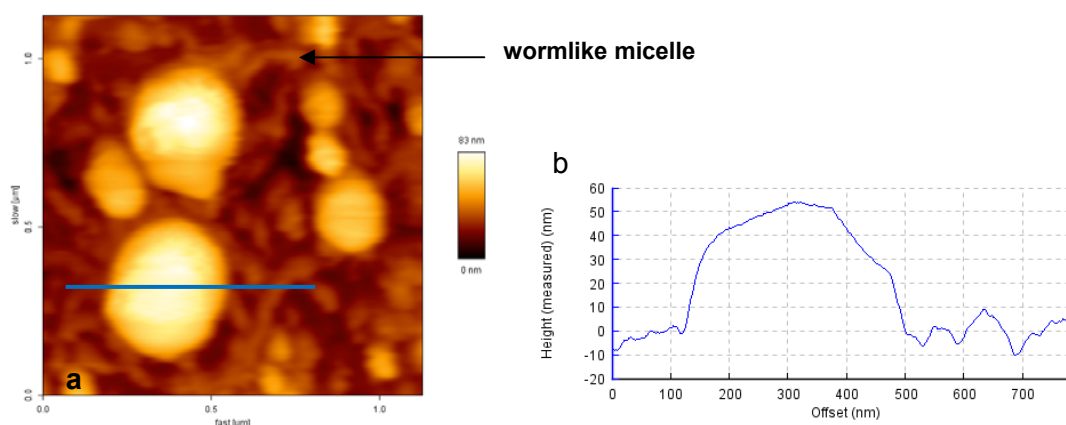 wormlike micelle
1.0
83 nm
slow [µm]
0.5
0 nm
0.0
a
0.0
0.5
1.0
fast [µm]
b
60
50
40
30
20
10
0
-10
-20
Height (measured) (nm)
0
100
200
300
400
500
600
700
Offset (nm)